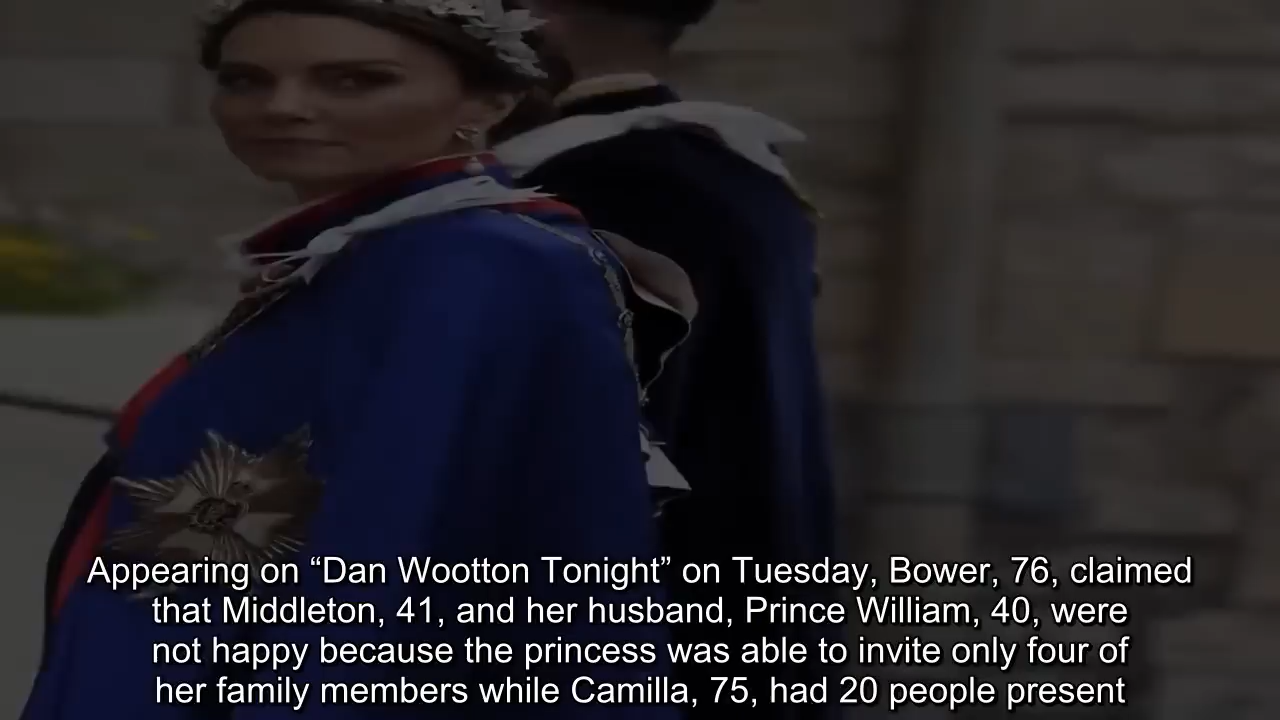 Appearing on “Dan Wootton Tonight” on Tuesday, Bower, 76, claimed
that Middleton, 41, and her husband, Prince William, 40, were
not happy because the princess was able to invite only four of
her family members while Camilla, 75, had 20 people present